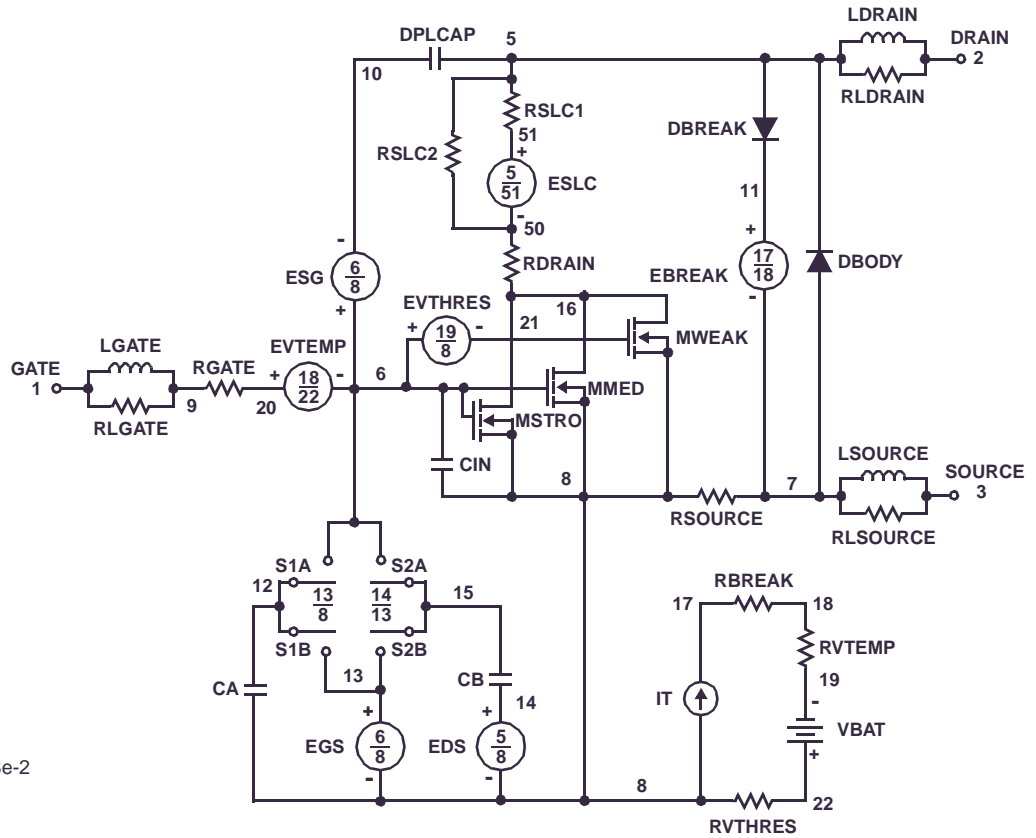 LDRAIN
DPLCAP 5 DRAIN
10 2
RSLC1 RLDRAIN
51 DBREAK
RSLC2 +
5
51 ESLC 11
- 50 +
- RDRAIN 17
18 DBODY
ESG 6
8 EBREAK
+ EVTHRES 16 -
+ 19
8 - 21
MWEAK
LGATE EVTEMP
GATE RGATE + 18
22 - 6
1 MMED
9 20 MSTRO
RLGATE LSOURCE
CIN 8 7 SOURCE
3
RSOURCE
RLSOURCE
S1A S2A
12 13
8 14
13 15 RBREAK
17 18
S1B S2B RVTEMP
13 CB 19
CA 14 IT -
+ + VBAT
EGS 6
8 EDS 5
8 +
- - 8 22
RVTHRES
e-2